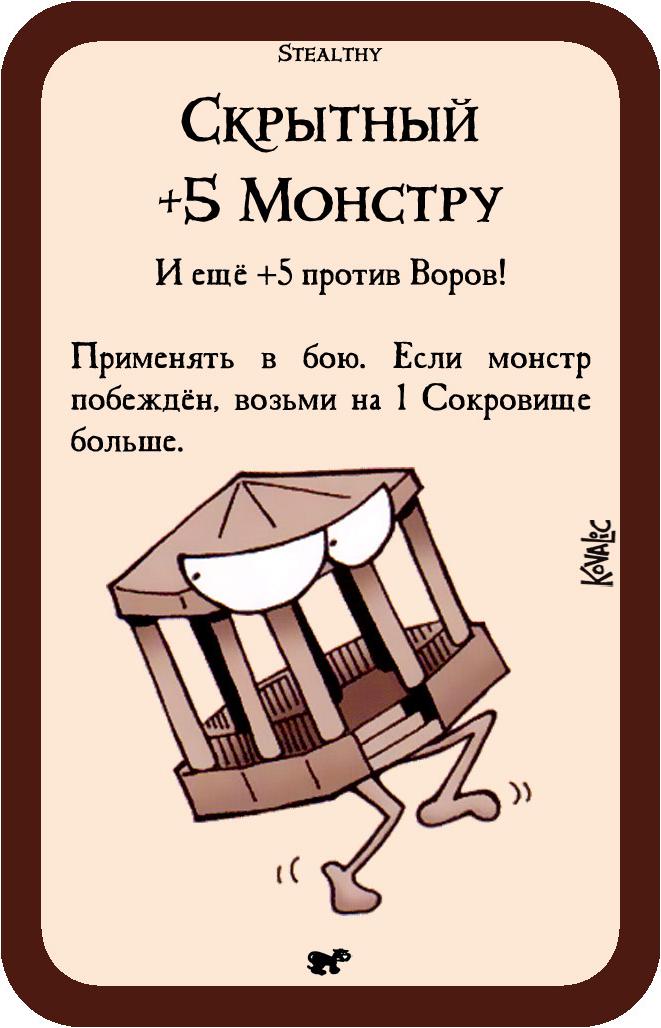 Stealthy
Скрытный
+5 Монстру
И ещё +5 против Воров!
Применять в бою. Если монстр
побеждён, возьми на 1 Сокровище
больше.
Kovalic